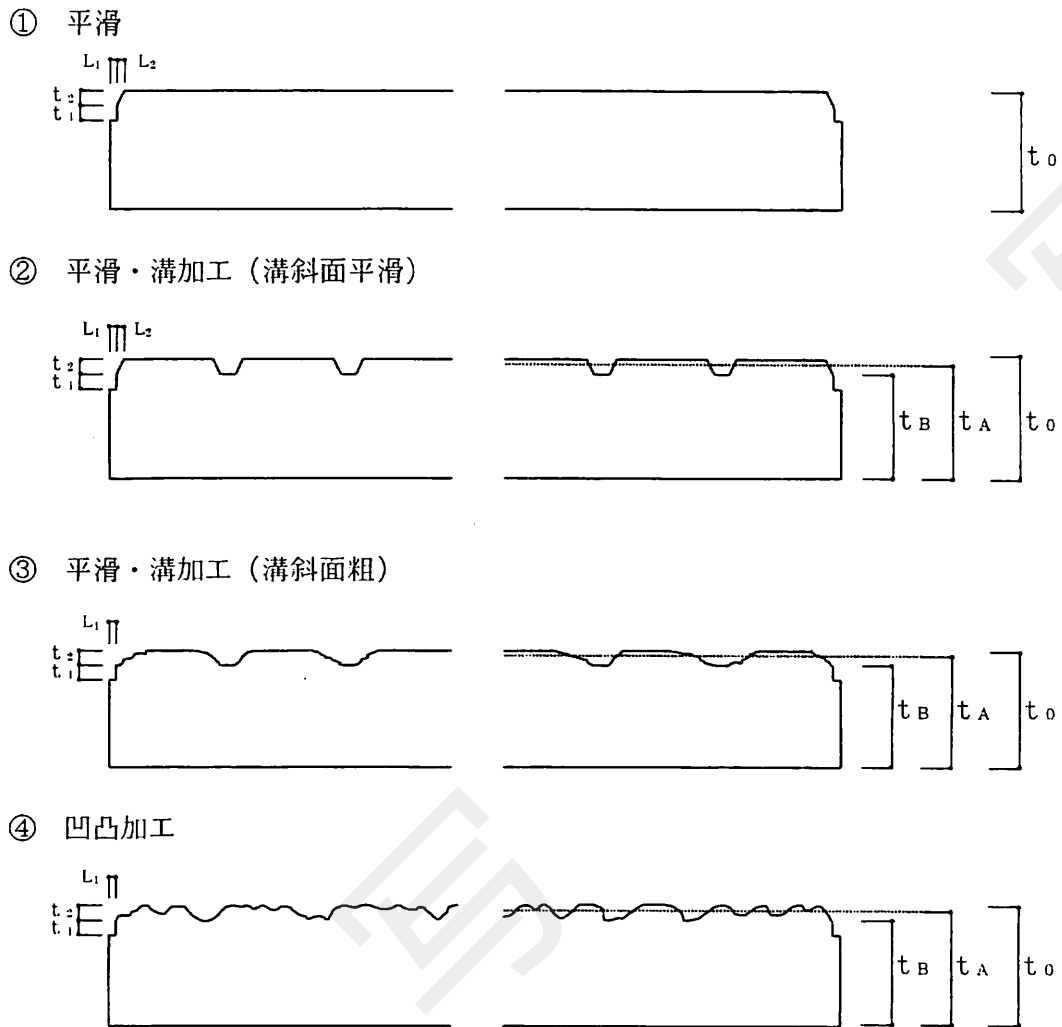 ① 平滑
L₁ L₂
t₂
t₁
t₀
② 平滑・溝加工（溝斜面平滑）
L₁ L₂
t₂
t₁
t_B t_A t₀
③ 平滑・溝加工（溝斜面粗）
L₁
t₂
t₁
t_B t_A t₀
④ 凹凸加工
L₁
t₂
t₁
t_B t_A t₀
写